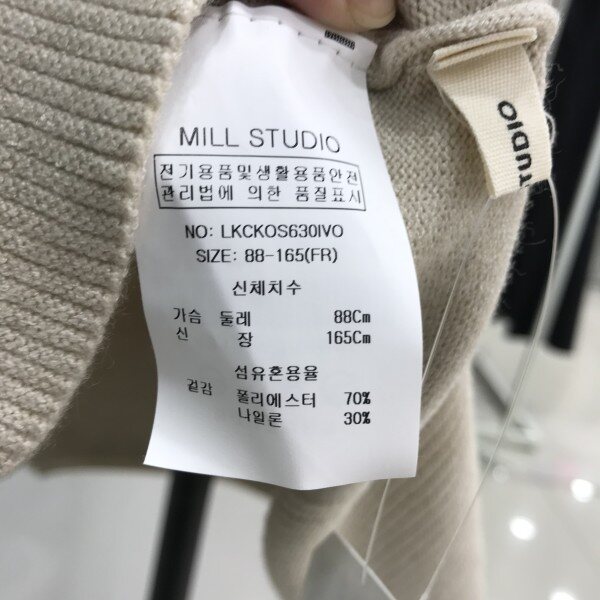 MILL STUDIO
전기용품및생활용품안전
관리법에 의한 품질표시
NO: LKCKOS630IVO
SIZE: 88-165(FR)
신체치수
가슴 둘레 88Cm
신 장 165Cm
섬유혼용율
겉감 폴리에스터 70%
나일론 30%